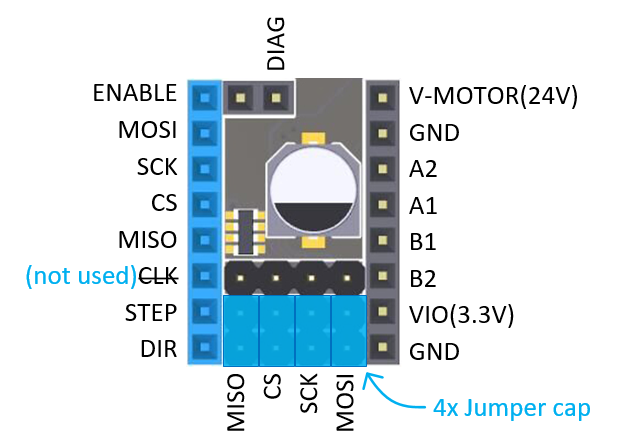 DIAG
ENABLE
MOSI
SCK
CS
MISO
(not used)CLK
STEP
DIR
V-MOTOR(24V)
GND
A2
A1
B1
B2
VIO(3.3V)
GND
MISO
CS
SCK
MOSI
4x Jumper cap